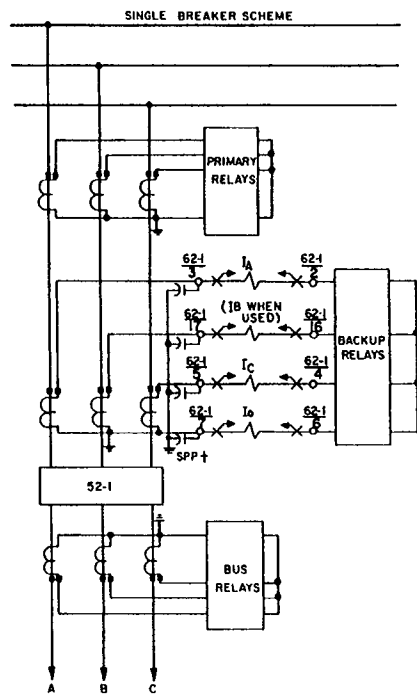 SINGLE BREAKER SCHEME
PRIMARY
RELAYS
62-1
3
IA
62-1
2
62-1
17
(IB WHEN
USED)
62-1
16
BACKUP
RELAYS
62-1
5
IC
62-1
4
62-1
7
Io
62-1
6
SPP †
52-1
BUS
RELAYS
A
B
C